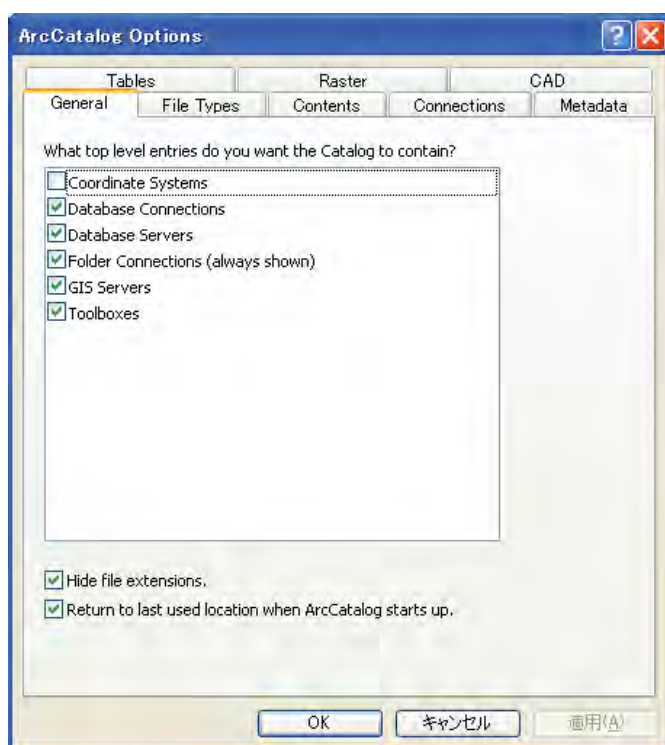 ArcCatalog Options
Tables Raster CAD
General File Types Contents Connections Metadata
What top level entries do you want the Catalog to contain?
Coordinate Systems
Database Connections
Database Servers
Folder Connections (always shown)
GIS Servers
Toolboxes
Hide file extensions.
Return to last used location when ArcCatalog starts up.
OK キャンセル 適用(A)